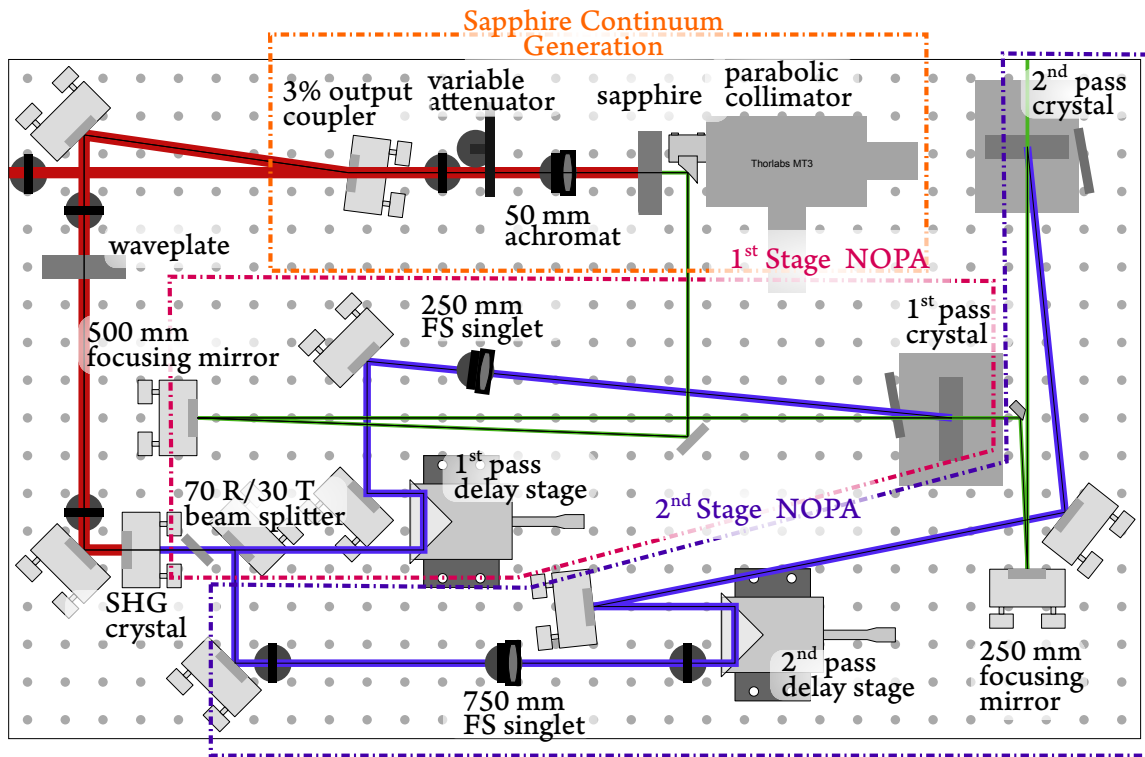 Sapphire Continuum
Generation
3% output
coupler
variable
attenuator
sapphire
parabolic
collimator
2nd pass
crystal
Thorlabs MT3
50 mm
achromat
waveplate
1st Stage NOPA
250 mm
FS singlet
1st pass
crystal
500 mm
focusing mirror
1st pass
delay stage
70 R/30 T
beam splitter
2nd Stage NOPA
SHG
crystal
750 mm
FS singlet
2nd pass
delay stage
250 mm
focusing
mirror